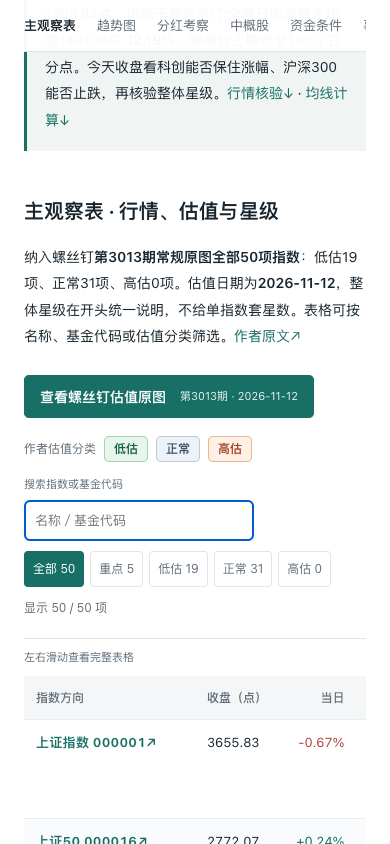 主观察表 趋势图 分红考察 中概股 资金条件
分点。今天收盘看科创能否保住涨幅、沪深300
能否止跌，再核验整体星级。行情核验↓ · 均线计
算↓
主观察表 · 行情、估值与星级
纳入螺丝钉第3013期常规原图全部50项指数：低估19
项、正常31项、高估0项。估值日期为2026-11-12，整
体星级在开头统一说明，不给单指数套星数。表格可按
名称、基金代码或估值分类筛选。作者原文↗
查看螺丝钉估值原图 第3013期 · 2026-11-12
作者估值分类 低估 正常 高估
搜索指数或基金代码
名称 / 基金代码
全部 50 重点 5 低估 19 正常 31 高估 0
显示 50 / 50 项
左右滑动查看完整表格
指数方向 收盘（点） 当日
上证指数 000001↗ 3655.83 -0.67%
上证50 000016↗ 2772.07 +0.24%